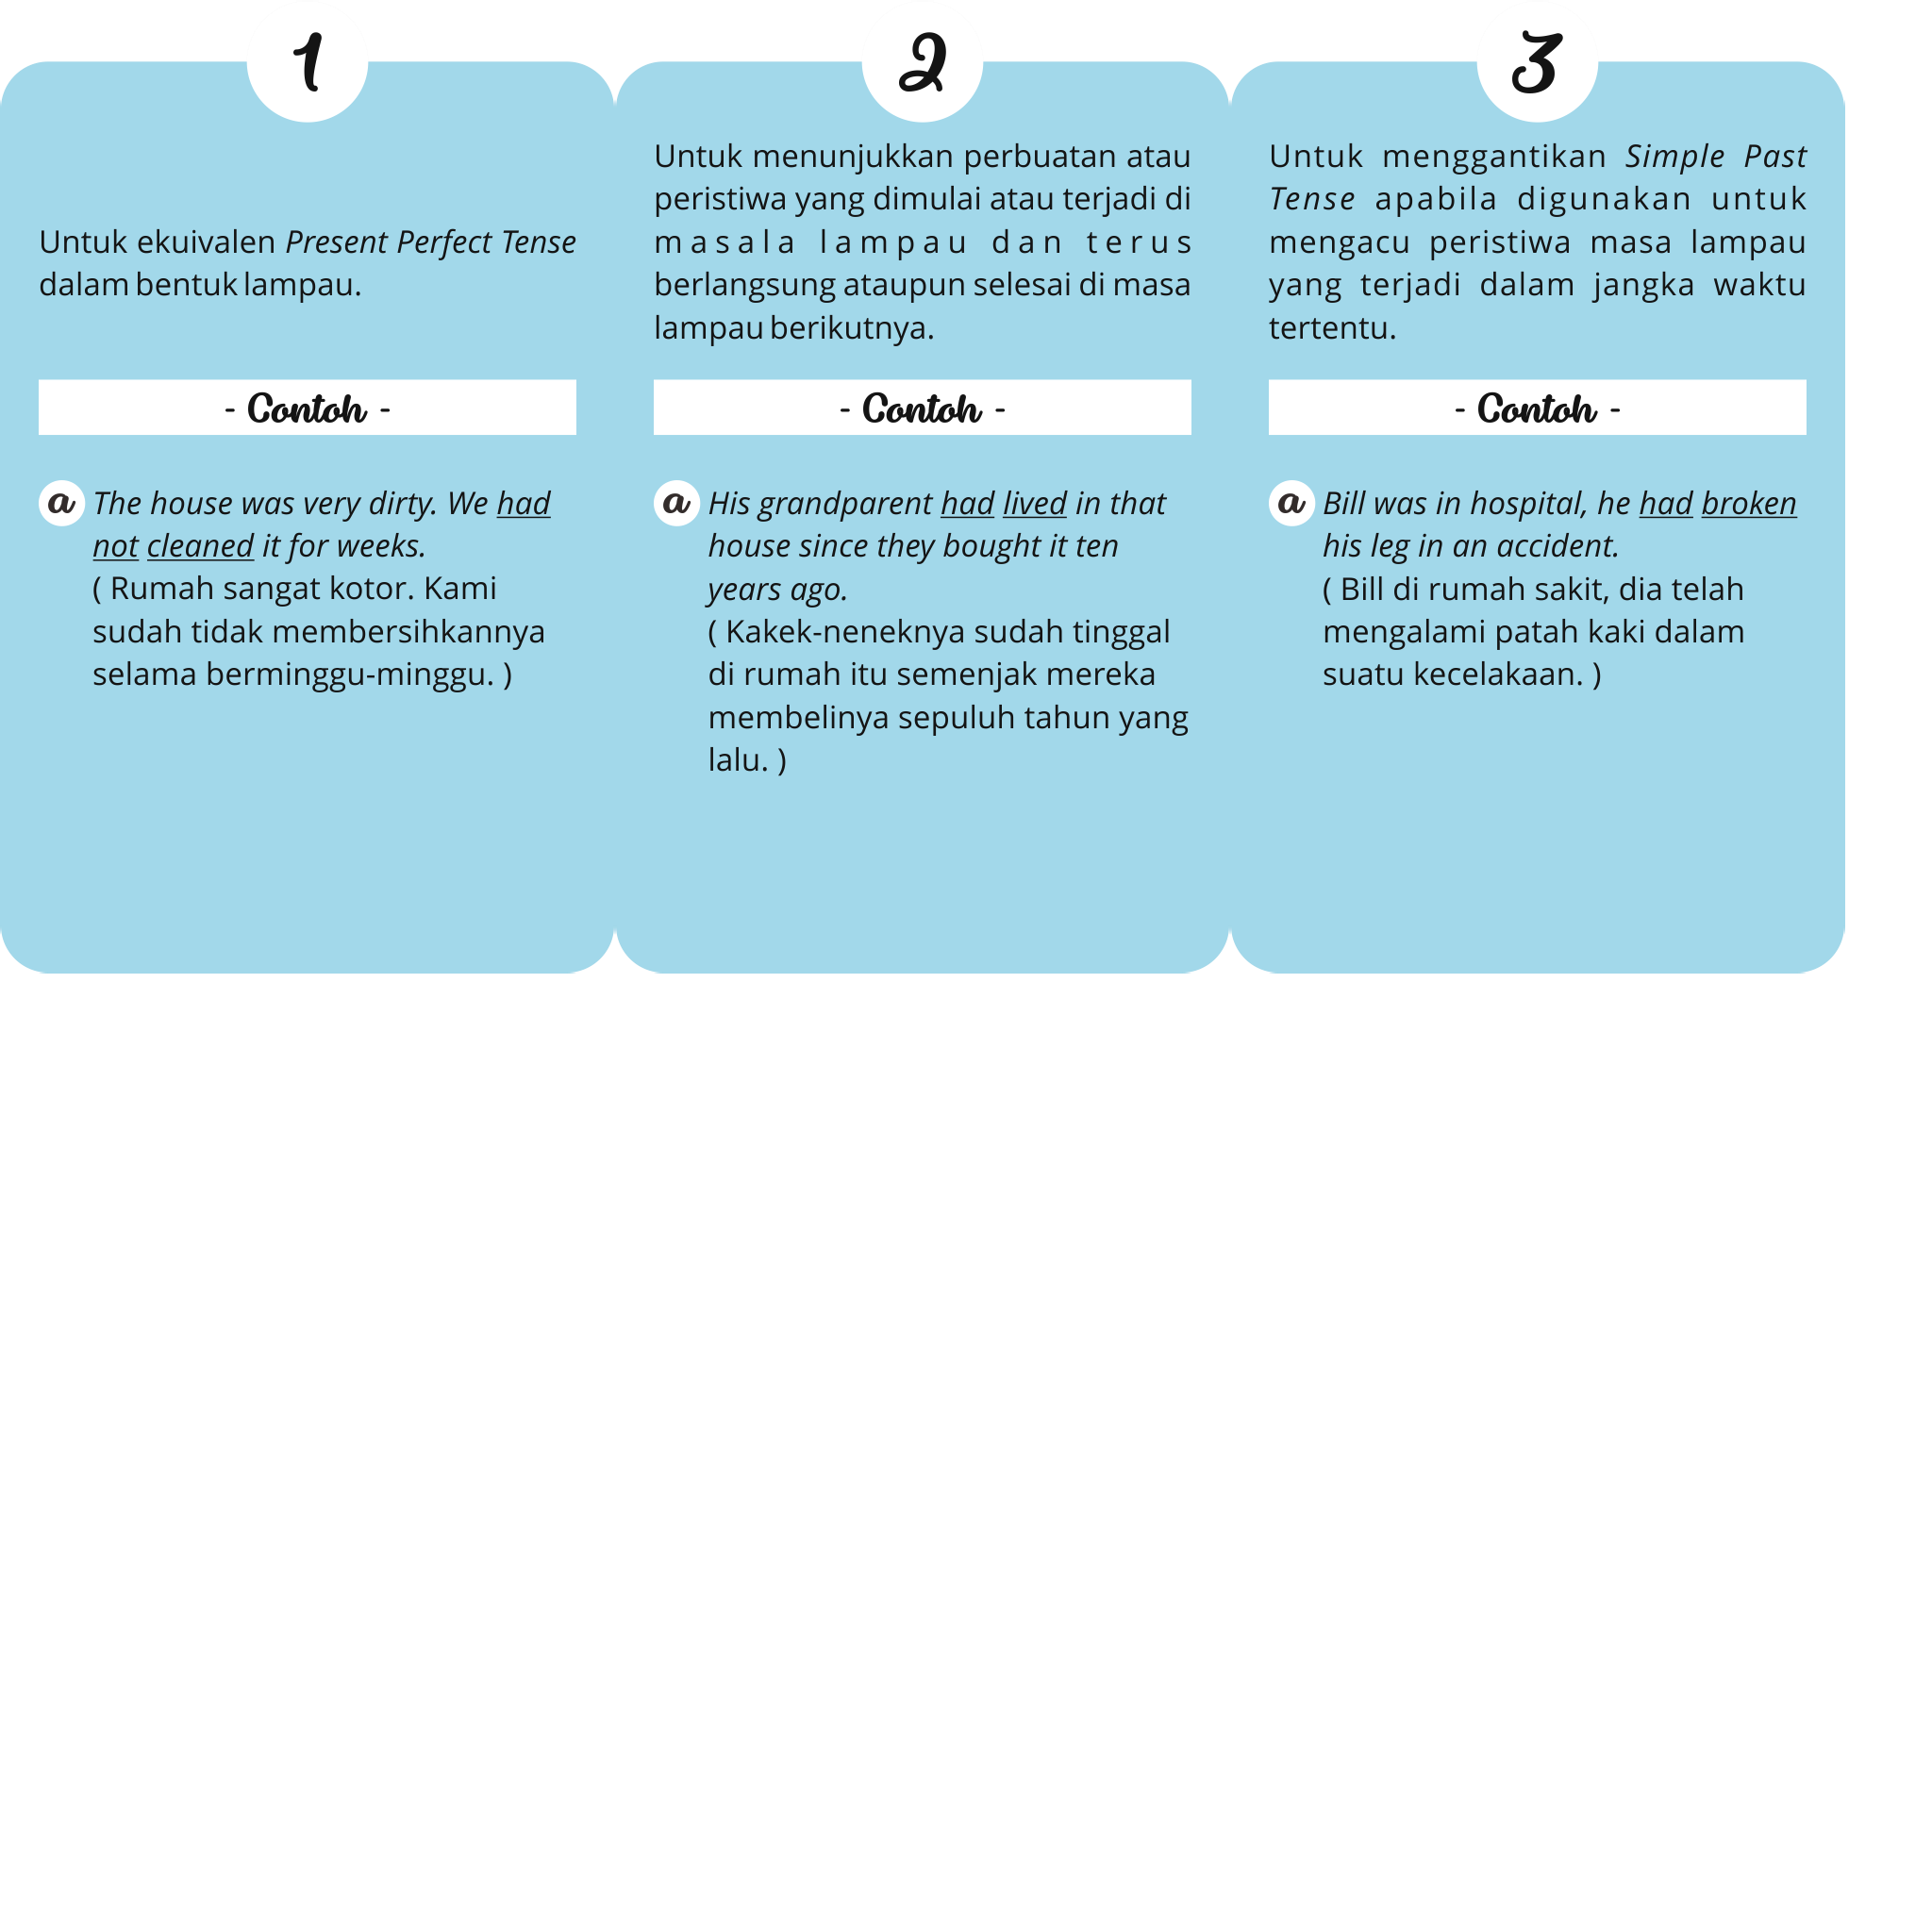 1
Untuk ekuivalen Present Perfect Tense
dalam bentuk lampau.
- Contoh -
a The house was very dirty. We had
not cleaned it for weeks.
( Rumah sangat kotor. Kami
sudah tidak membersihkannya
selama berminggu-minggu. )
2
Untuk menunjukkan perbuatan atau
peristiwa yang dimulai atau terjadi di
masala lampau dan terus
berlangsung ataupun selesai di masa
lampau berikutnya.
- Contoh -
a His grandparent had lived in that
house since they bought it ten
years ago.
( Kakek-neneknya sudah tinggal
di rumah itu semenjak mereka
membelinya sepuluh tahun yang
lalu. )
3
Untuk menggantikan Simple Past
Tense apabila digunakan untuk
mengacu peristiwa masa lampau
yang terjadi dalam jangka waktu
tertentu.
- Contoh -
a Bill was in hospital, he had broken
his leg in an accident.
( Bill di rumah sakit, dia telah
mengalami patah kaki dalam
suatu kecelakaan. )